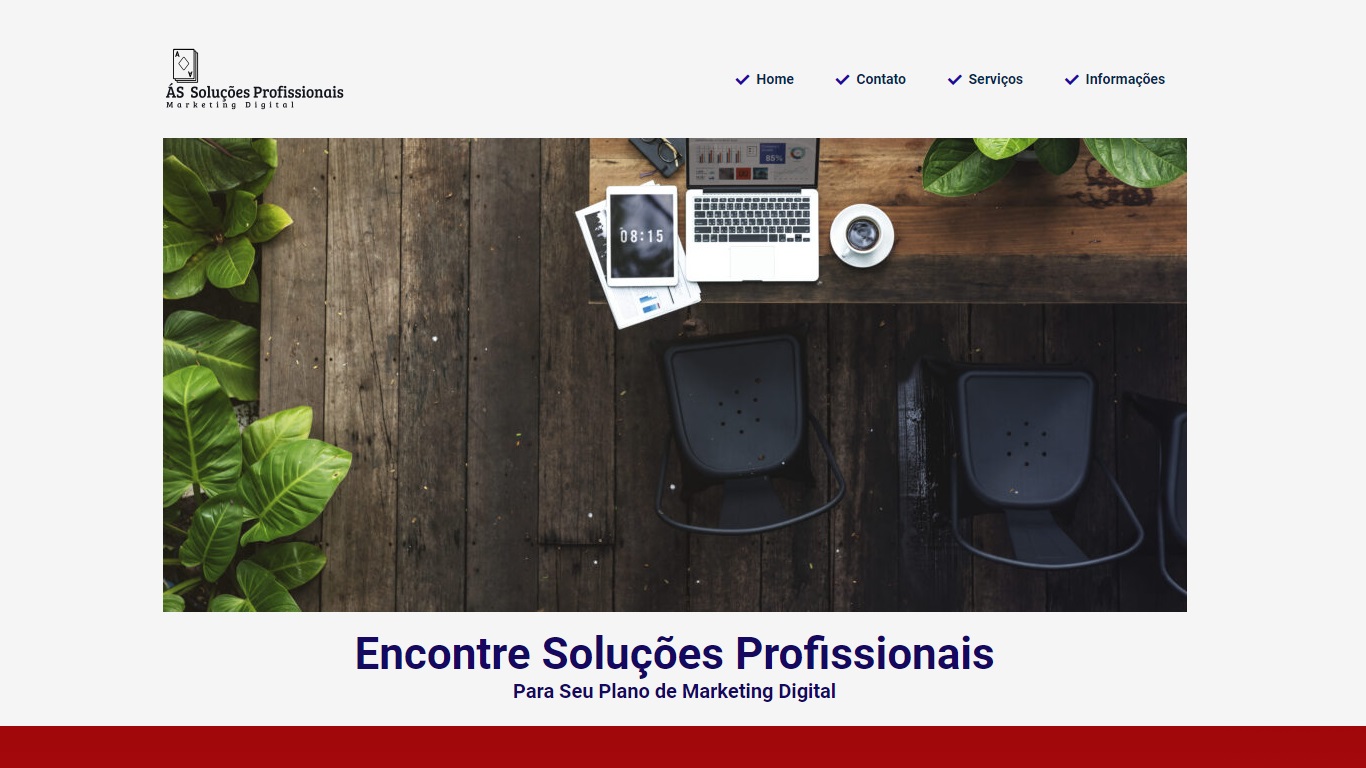 A
A
ÁS Soluções Profissionais
Marketing Digital
Home
Contato
Serviços
Informações
85%
08:15
Encontre Soluções Profissionais
Para Seu Plano de Marketing Digital